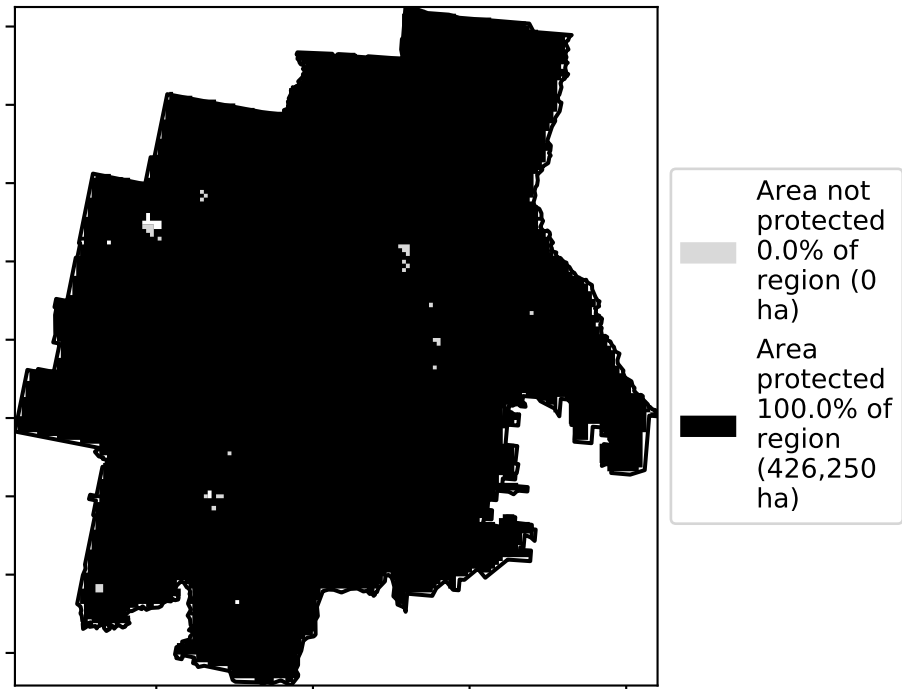 Area not
protected
0.0% of
region (0
ha)
Area
protected
100.0% of
region
(426,250
ha)